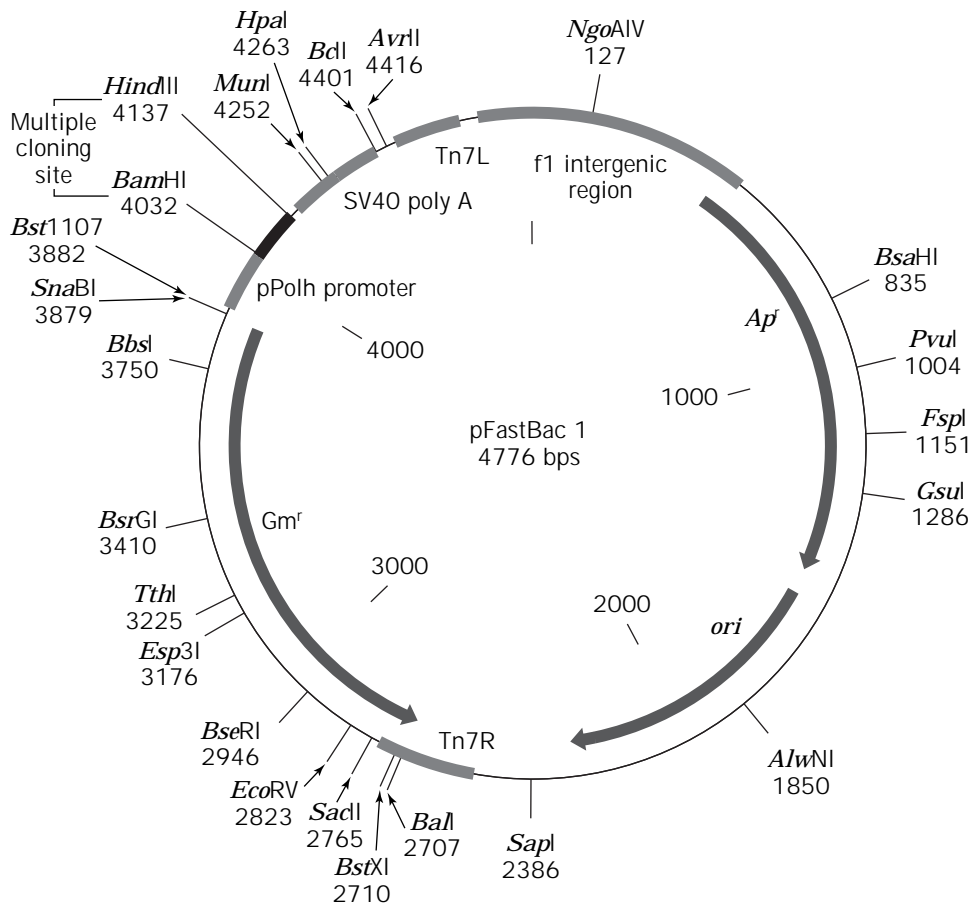 HpaI
4263
BclI
4401
AvrII
4416
NgoAIV
127
HindIII
4137
MunI
4252
Multiple
cloning
site
Tn7L
f1 intergenic
region
BamHI
4032
SV40 poly A
Bst1107
3882
SnaBI
3879
pPolh promoter
BsaHI
835
Apʳ
BbsI
3750
4000
PvuI
1004
1000
pFastBac 1
4776 bps
FspI
1151
GsuI
1286
BsrGI
3410
Gmʳ
TthI
3225
3000
2000
ori
Esp3I
3176
BseRI
2946
Tn7R
EcoRV
2823
SacII
2765
BstXI
2710
BalI
2707
SapI
2386
AlwNI
1850